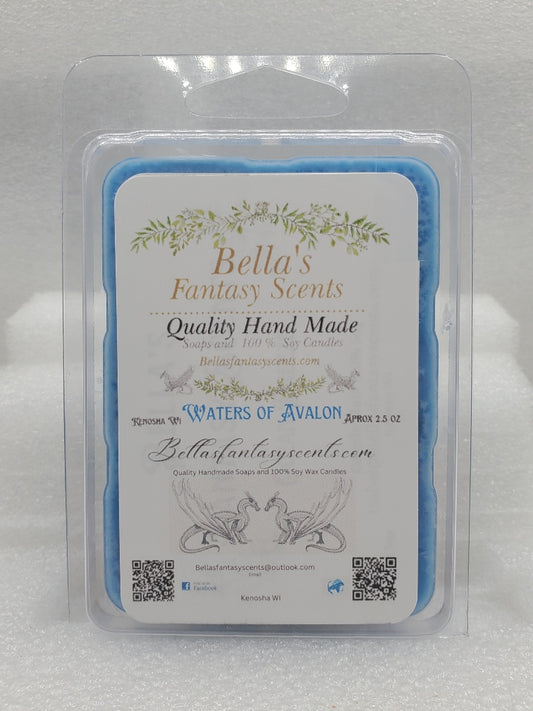 Bella's
Fantasy Scents
Quality Hand Made
Soaps and 100 % Soy Candles
Bellasfantasyscents.com
Kenosha Wi Waters of Avalon Aprox 2.5 oz
Bellasfantasyscents.com
Quality Handmade Soaps and 100% Soy Wax Candles
Bellasfantasyscents@outlook.com
Email
Facebook
Kenosha WI